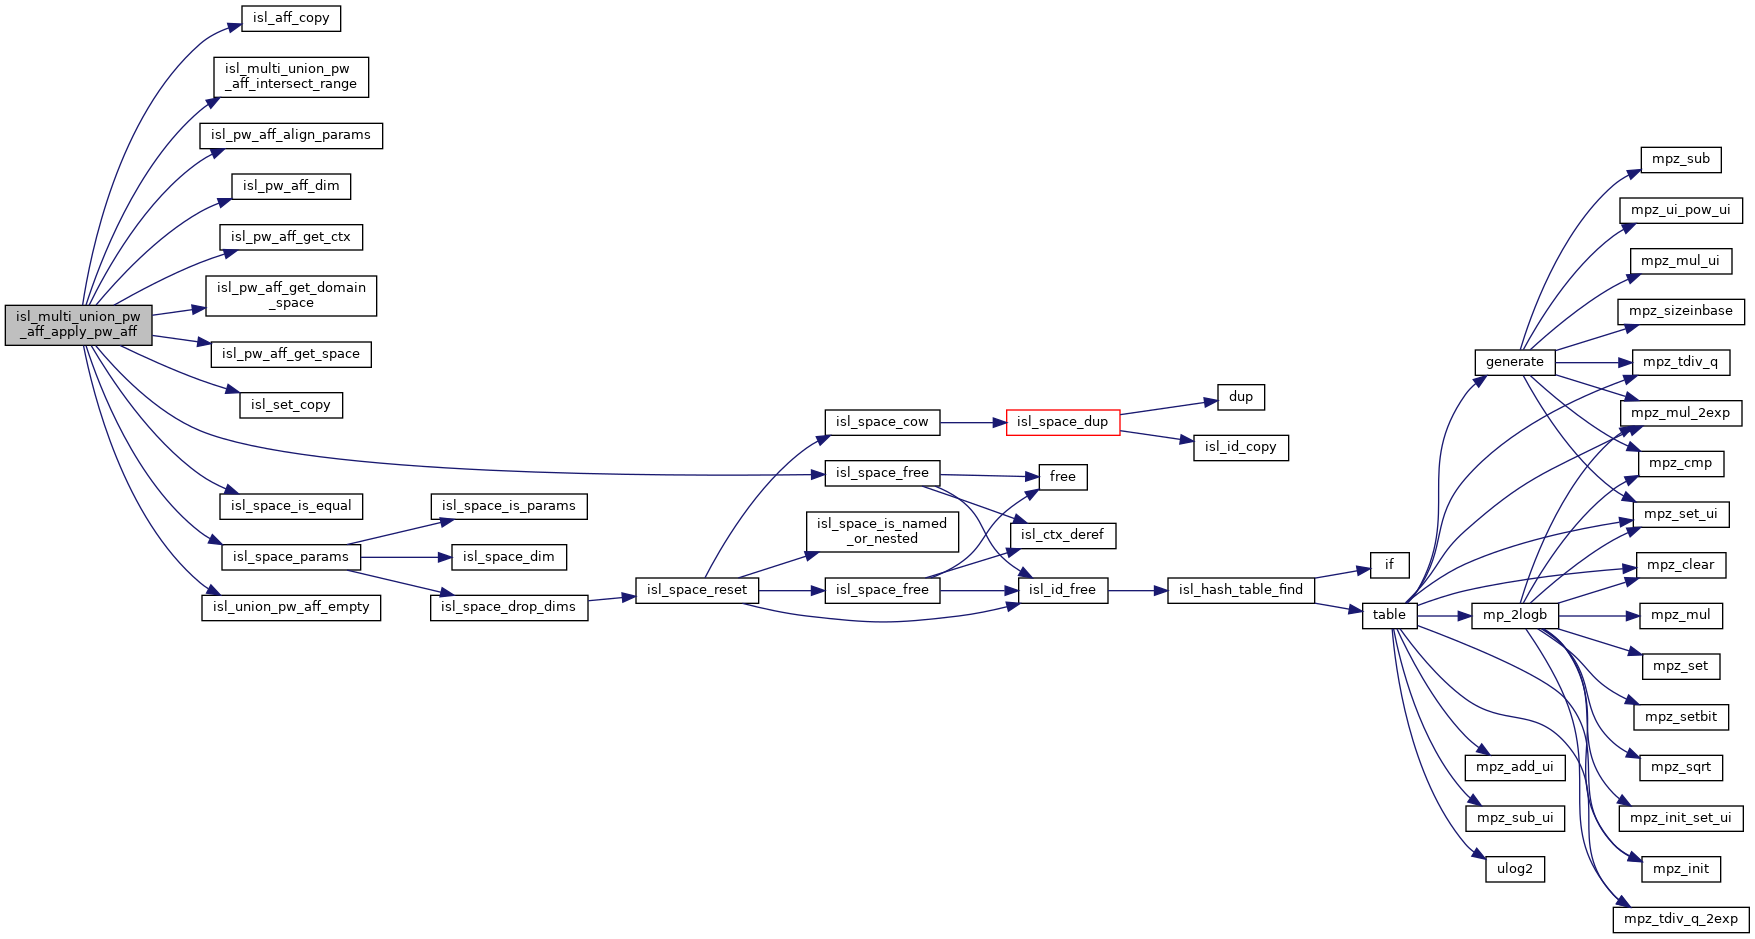 isl_multi_union_pw
_aff_apply_pw_aff
isl_aff_copy
isl_multi_union_pw
_aff_intersect_range
isl_pw_aff_align_params
isl_pw_aff_dim
isl_pw_aff_get_ctx
isl_pw_aff_get_domain
_space
isl_pw_aff_get_space
isl_set_copy
isl_space_is_equal
isl_space_params
isl_union_pw_aff_empty
isl_space_is_params
isl_space_dim
isl_space_drop_dims
isl_space_reset
isl_space_cow
isl_space_free
isl_space_is_named
_or_nested
isl_space_free
isl_space_dup
free
isl_ctx_deref
isl_id_free
dup
isl_id_copy
isl_hash_table_find
if
table
generate
mp_2logb
mpz_add_ui
mpz_sub_ui
ulog2
mpz_sub
mpz_ui_pow_ui
mpz_mul_ui
mpz_sizeinbase
mpz_tdiv_q
mpz_mul_2exp
mpz_cmp
mpz_set_ui
mpz_clear
mpz_mul
mpz_set
mpz_setbit
mpz_sqrt
mpz_init_set_ui
mpz_init
mpz_tdiv_q_2exp